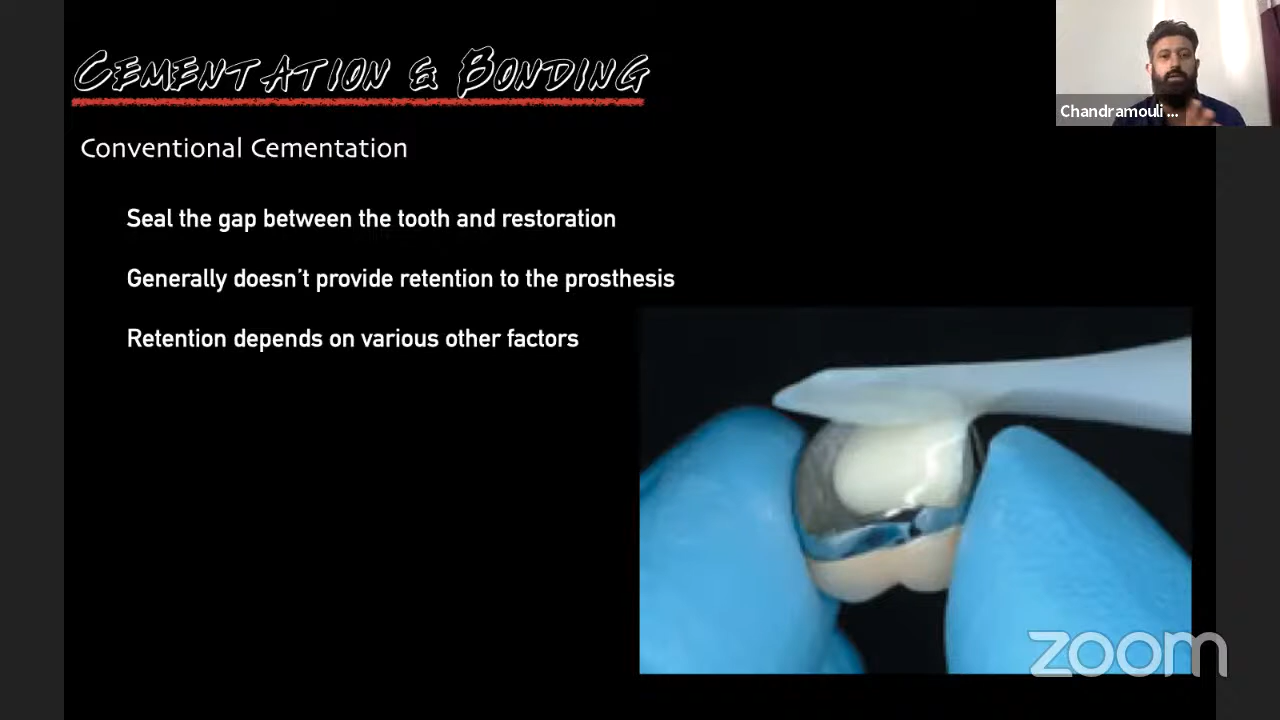 CEMENTATION & BONDING
Chandramouli ...
Conventional Cementation
Seal the gap between the tooth and restoration
Generally doesn’t provide retention to the prosthesis
Retention depends on various other factors
zoom